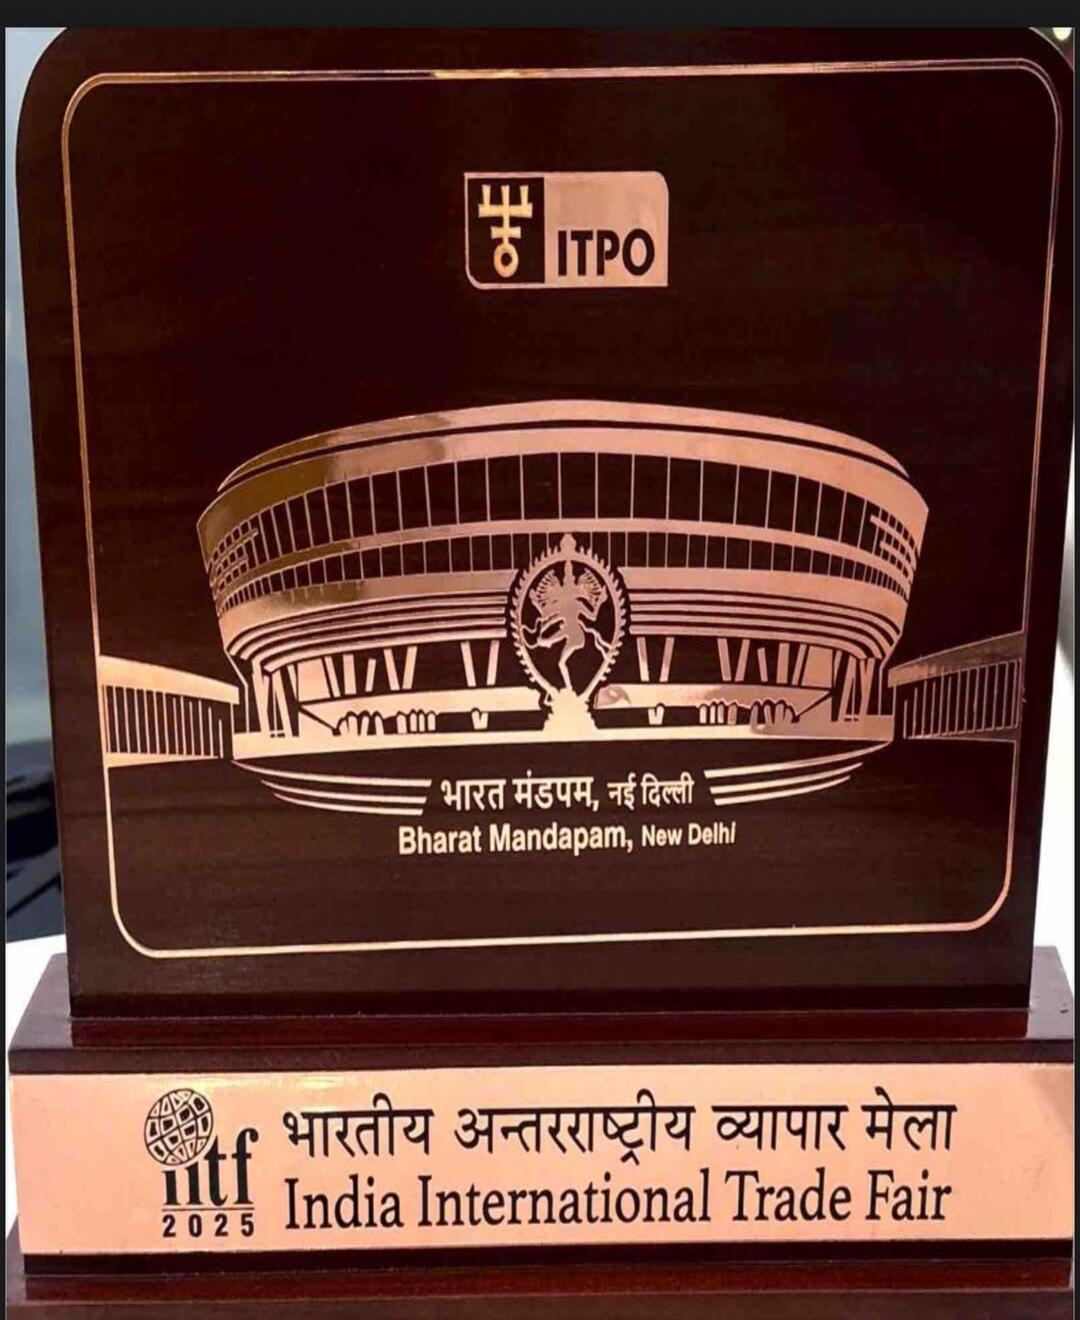 ITPO
भारत मंडपम, नई दिल्ली
Bharat Mandapam, New Delhi
iitf
2025
भारतीय अन्तरराष्ट्रीय व्यापार मेला
India International Trade Fair